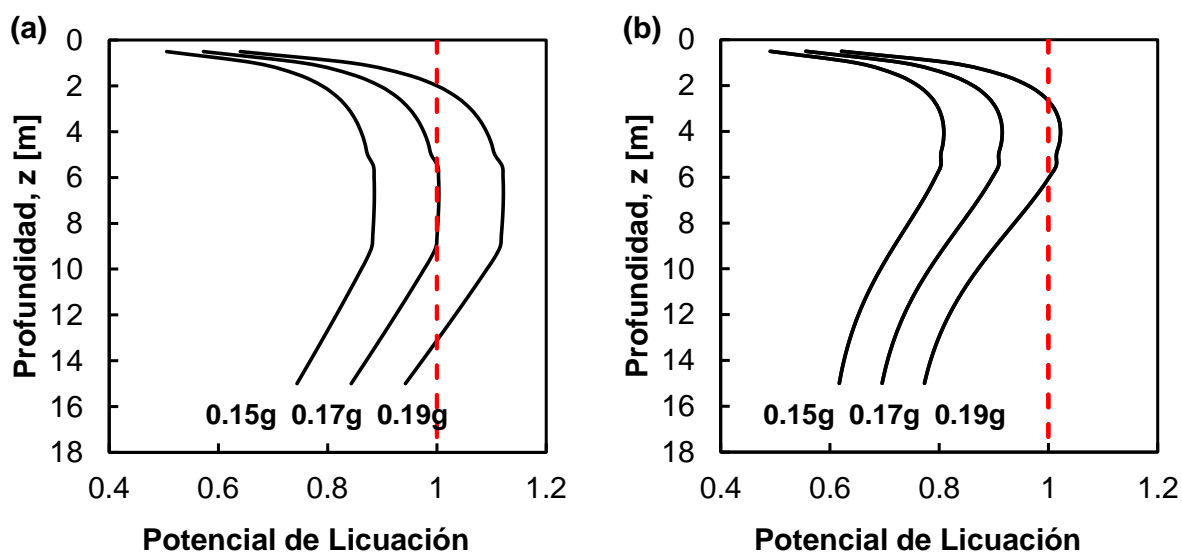 (a)
0
2
4
6
8
10
12
14
16
18
Profundidad, z [m]
0.15g 0.17g 0.19g
0.4 0.6 0.8 1 1.2
Potencial de Licuación
(b)
0
2
4
6
8
10
12
14
16
18
Profundidad, z [m]
0.15g 0.17g 0.19g
0.4 0.6 0.8 1 1.2
Potencial de Licuación